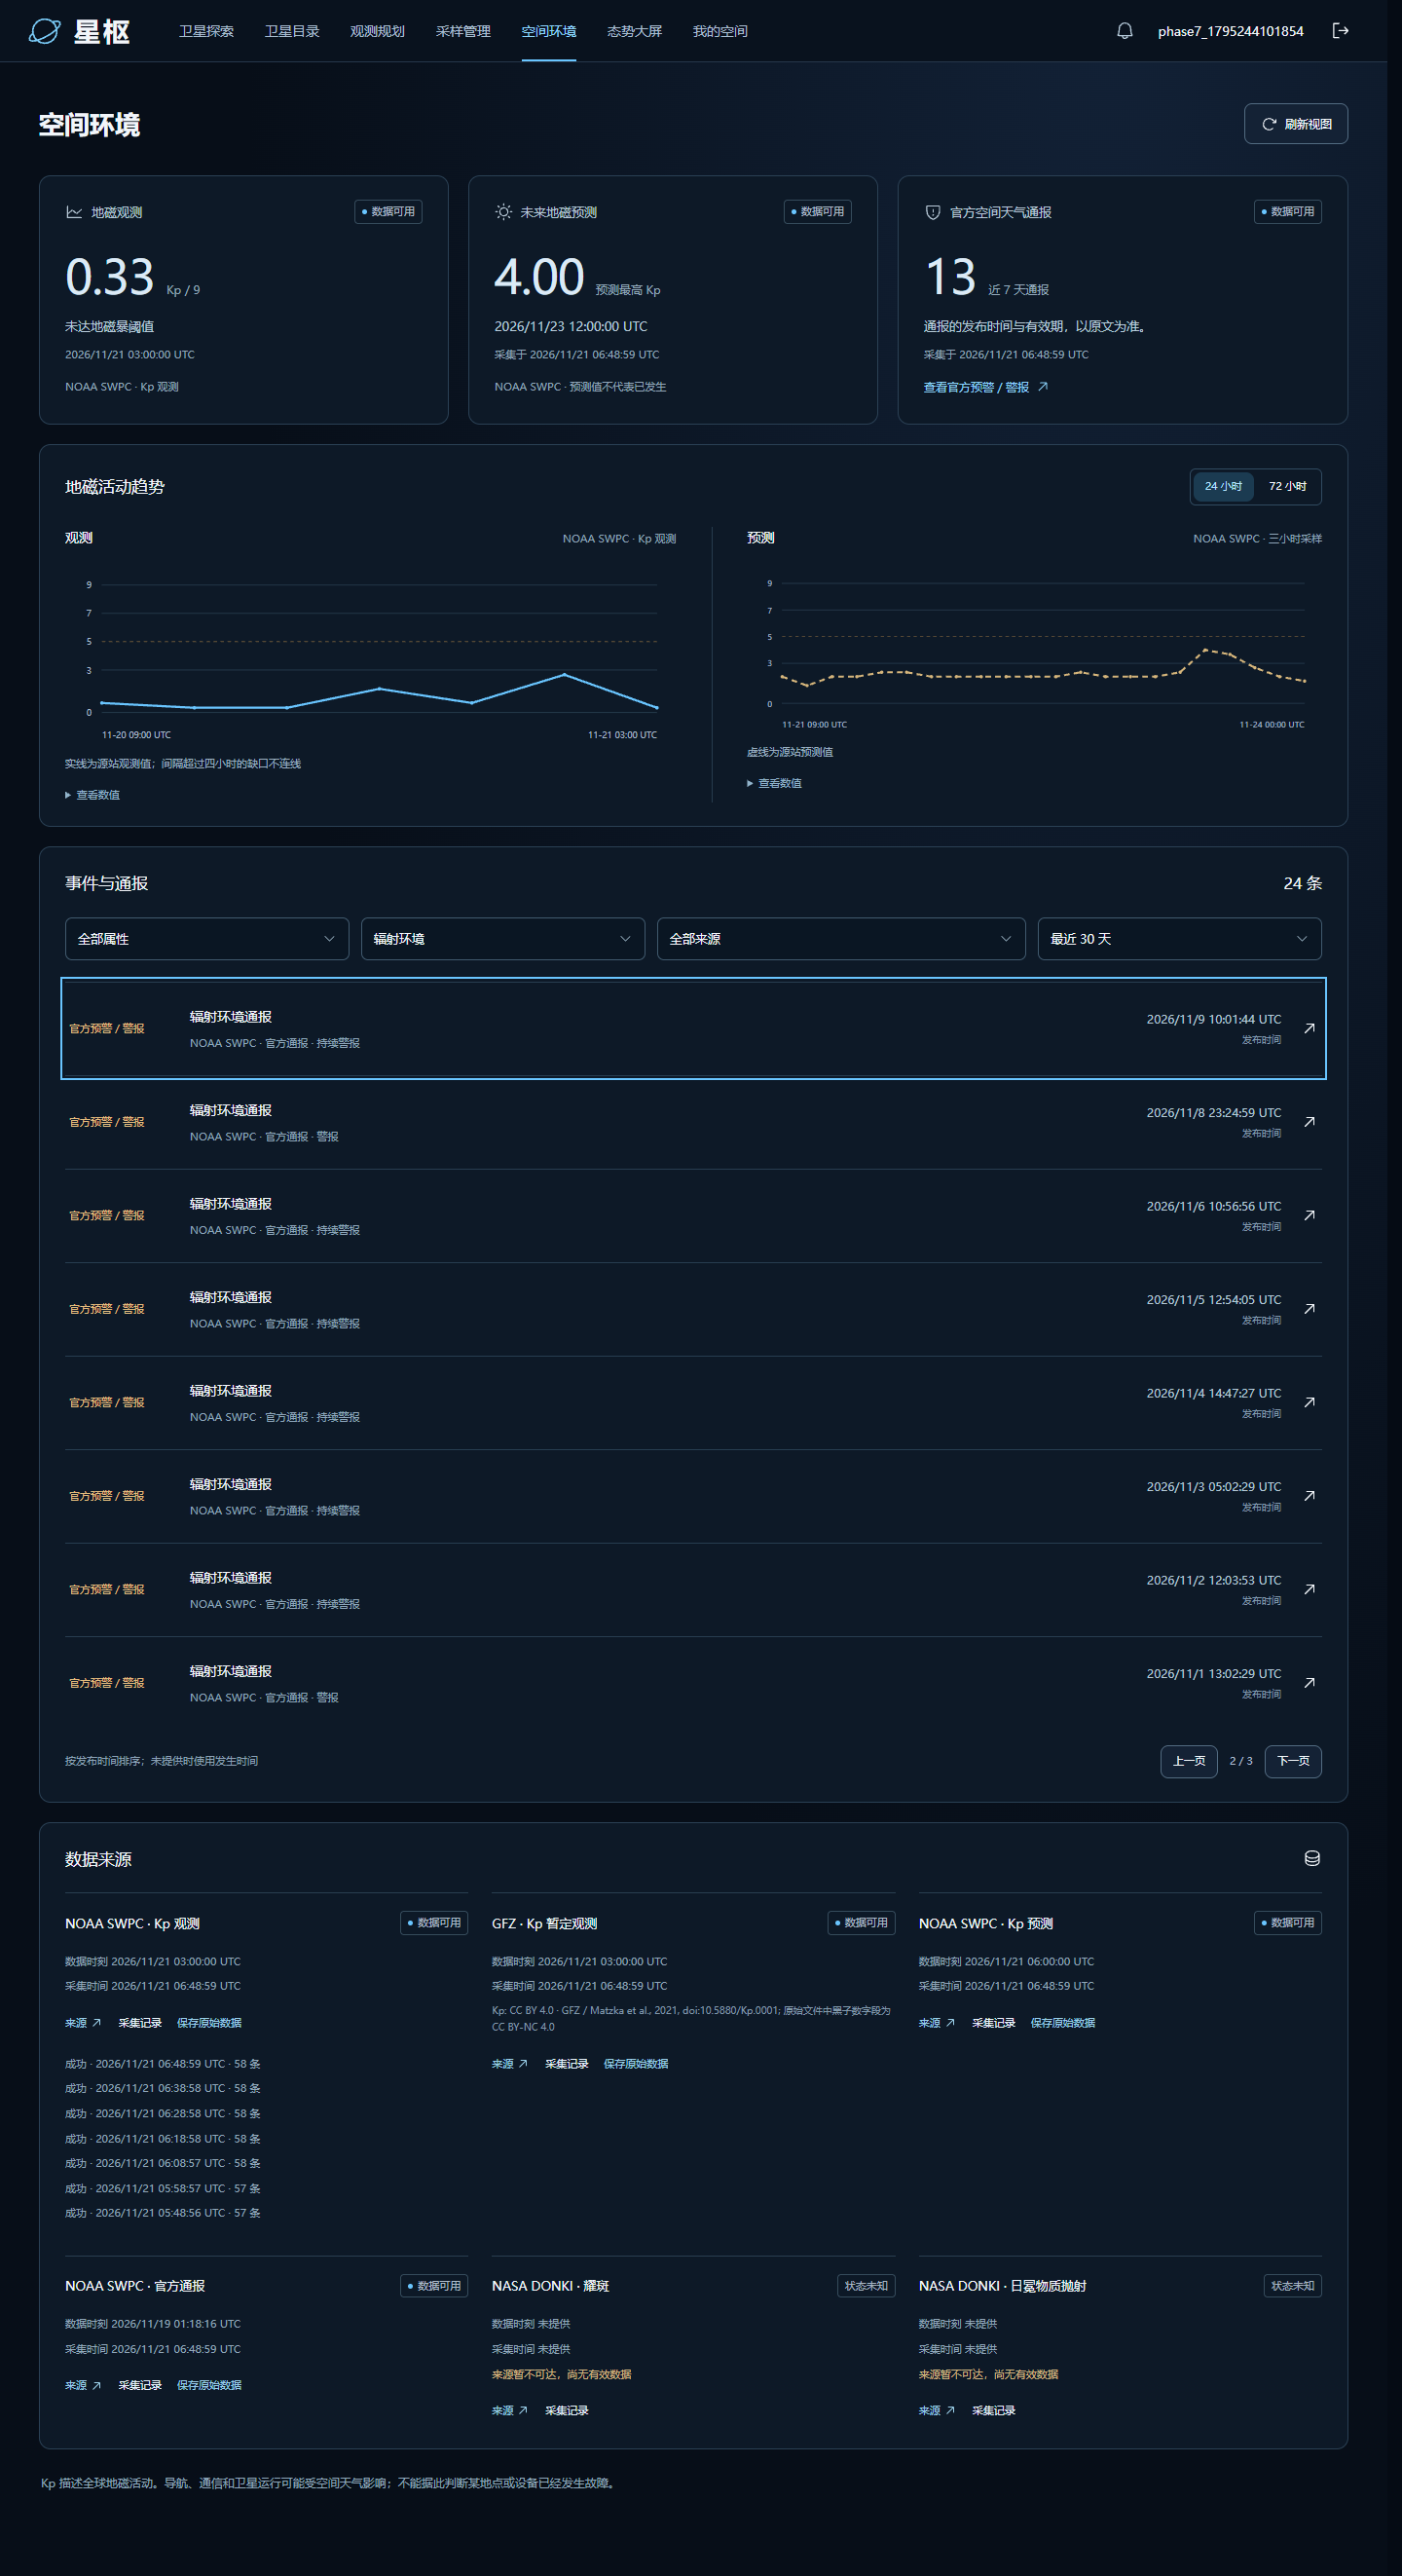 星枢
卫星探索 卫星目录 观测规划 采样管理 空间环境 态势大屏 我的空间
phase7_1795244101854
空间环境
刷新视图
地磁观测
数据可用
0.33 Kp / 9
未达地磁暴阈值
2026/11/21 03:00:00 UTC
NOAA SWPC · Kp 观测
未来地磁预测
数据可用
4.00 预测最高 Kp
2026/11/23 12:00:00 UTC
采集于 2026/11/21 06:48:59 UTC
NOAA SWPC · 预测值不代表已发生
官方空间天气通报
数据可用
13 近 7 天通报
通报的发布时间与有效期，以原文为准。
采集于 2026/11/21 06:48:59 UTC
查看官方预警 / 警报
地磁活动趋势
24 小时 72 小时
观测
NOAA SWPC · Kp 观测
9
7
5
3
0
11-20 09:00 UTC 11-21 03:00 UTC
实线为源站观测值；间隔超过四小时的缺口不连线
查看数值
预测
NOAA SWPC · 三小时采样
9
7
5
3
0
11-21 09:00 UTC 11-24 00:00 UTC
虚线为源站预测值
查看数值
事件与通报
24 条
全部属性 辐射环境 全部来源 最近 30 天
官方预警 / 警报
辐射环境通报
NOAA SWPC · 官方通报 · 持续警报
2026/11/9 10:01:44 UTC
发布时间
官方预警 / 警报
辐射环境通报
NOAA SWPC · 官方通报 · 警报
2026/11/8 23:24:59 UTC
发布时间
官方预警 / 警报
辐射环境通报
NOAA SWPC · 官方通报 · 持续警报
2026/11/6 10:56:56 UTC
发布时间
官方预警 / 警报
辐射环境通报
NOAA SWPC · 官方通报 · 持续警报
2026/11/5 12:54:05 UTC
发布时间
官方预警 / 警报
辐射环境通报
NOAA SWPC · 官方通报 · 持续警报
2026/11/4 14:47:27 UTC
发布时间
官方预警 / 警报
辐射环境通报
NOAA SWPC · 官方通报 · 持续警报
2026/11/3 05:02:29 UTC
发布时间
官方预警 / 警报
辐射环境通报
NOAA SWPC · 官方通报 · 持续警报
2026/11/2 12:03:53 UTC
发布时间
官方预警 / 警报
辐射环境通报
NOAA SWPC · 官方通报 · 警报
2026/11/1 13:02:29 UTC
发布时间
按发布时间排序；未提供时使用发生时间
上一页 2 / 3 下一页
数据来源
NOAA SWPC · Kp 观测
数据可用
数据时刻 2026/11/21 03:00:00 UTC
采集时间 2026/11/21 06:48:59 UTC
来源 采集记录 保存原始数据
成功 · 2026/11/21 06:48:59 UTC · 58 条
成功 · 2026/11/21 06:38:58 UTC · 58 条
成功 · 2026/11/21 06:28:58 UTC · 58 条
成功 · 2026/11/21 06:18:58 UTC · 58 条
成功 · 2026/11/21 06:08:57 UTC · 58 条
成功 · 2026/11/21 05:58:57 UTC · 57 条
成功 · 2026/11/21 05:48:56 UTC · 57 条
GFZ · Kp 暂定观测
数据可用
数据时刻 2026/11/21 03:00:00 UTC
采集时间 2026/11/21 06:48:59 UTC
Kp: CC BY 4.0 · GFZ / Matzka et al., 2021, doi:10.5880/Kp.0001; 原始文件中黑子数字段为
CC BY-NC 4.0
来源 采集记录 保存原始数据
NOAA SWPC · Kp 预测
数据可用
数据时刻 2026/11/21 06:00:00 UTC
采集时间 2026/11/21 06:48:59 UTC
来源 采集记录 保存原始数据
NOAA SWPC · 官方通报
数据可用
数据时刻 2026/11/19 01:18:16 UTC
采集时间 2026/11/21 06:48:59 UTC
来源 采集记录 保存原始数据
NASA DONKI · 耀斑
状态未知
数据时刻 未提供
采集时间 未提供
来源暂不可达，尚无有效数据
来源 采集记录
NASA DONKI · 日冕物质抛射
状态未知
数据时刻 未提供
采集时间 未提供
来源暂不可达，尚无有效数据
来源 采集记录
Kp 描述全球地磁活动。导航、通信和卫星运行可能受空间天气影响；不能据此判断某地点或设备已经发生故障。